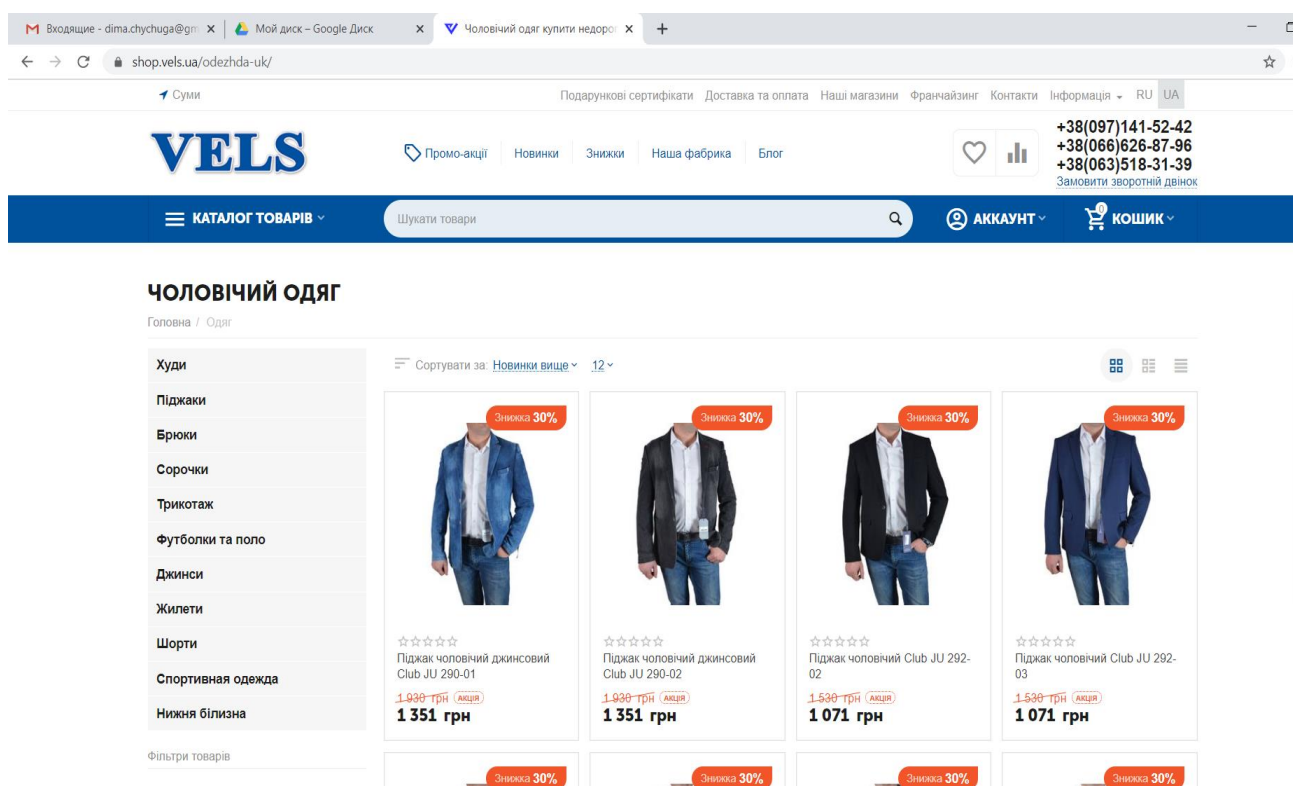 Входящие - dima.chychuga@gm
Мой диск – Google Диск
Чоловічий одяг купити недорог
shop.vels.ua/odezhda-uk/
Суми
Подарункові сертифікати Доставка та оплата Наші магазини Франчайзинг Контакти Інформація RU UA
VELS
Промо-акції Новинки Знижки Наша фабрика Блог
+38(097)141-52-42
+38(066)626-87-96
+38(063)518-31-39
Замовити зворотній двінок
КАТАЛОГ ТОВАРІВ
Шукати товари
АККАУНТ
0
КОШИК
ЧОЛОВІЧИЙ ОДЯГ
Головна / Одяг
Худи
Піджаки
Брюки
Сорочки
Трикотаж
Футболки та поло
Джинси
Жилети
Шорти
Спортивная одежда
Нижня білизна
Фільтри товарів
Сортувати за: Новинки вище 12
Знижка 30%
Піджак чоловічий джинсовий
Club JU 290-01
1 930 грн АКЦІЯ
1 351 грн
Знижка 30%
Піджак чоловічий джинсовий
Club JU 290-02
1 930 грн АКЦІЯ
1 351 грн
Знижка 30%
Піджак чоловічий Club JU 292-
02
1 530 грн АКЦІЯ
1 071 грн
Знижка 30%
Піджак чоловічий Club JU 292-
03
1 530 грн АКЦІЯ
1 071 грн
Знижка 30%
Знижка 30%
Знижка 30%
Знижка 30%